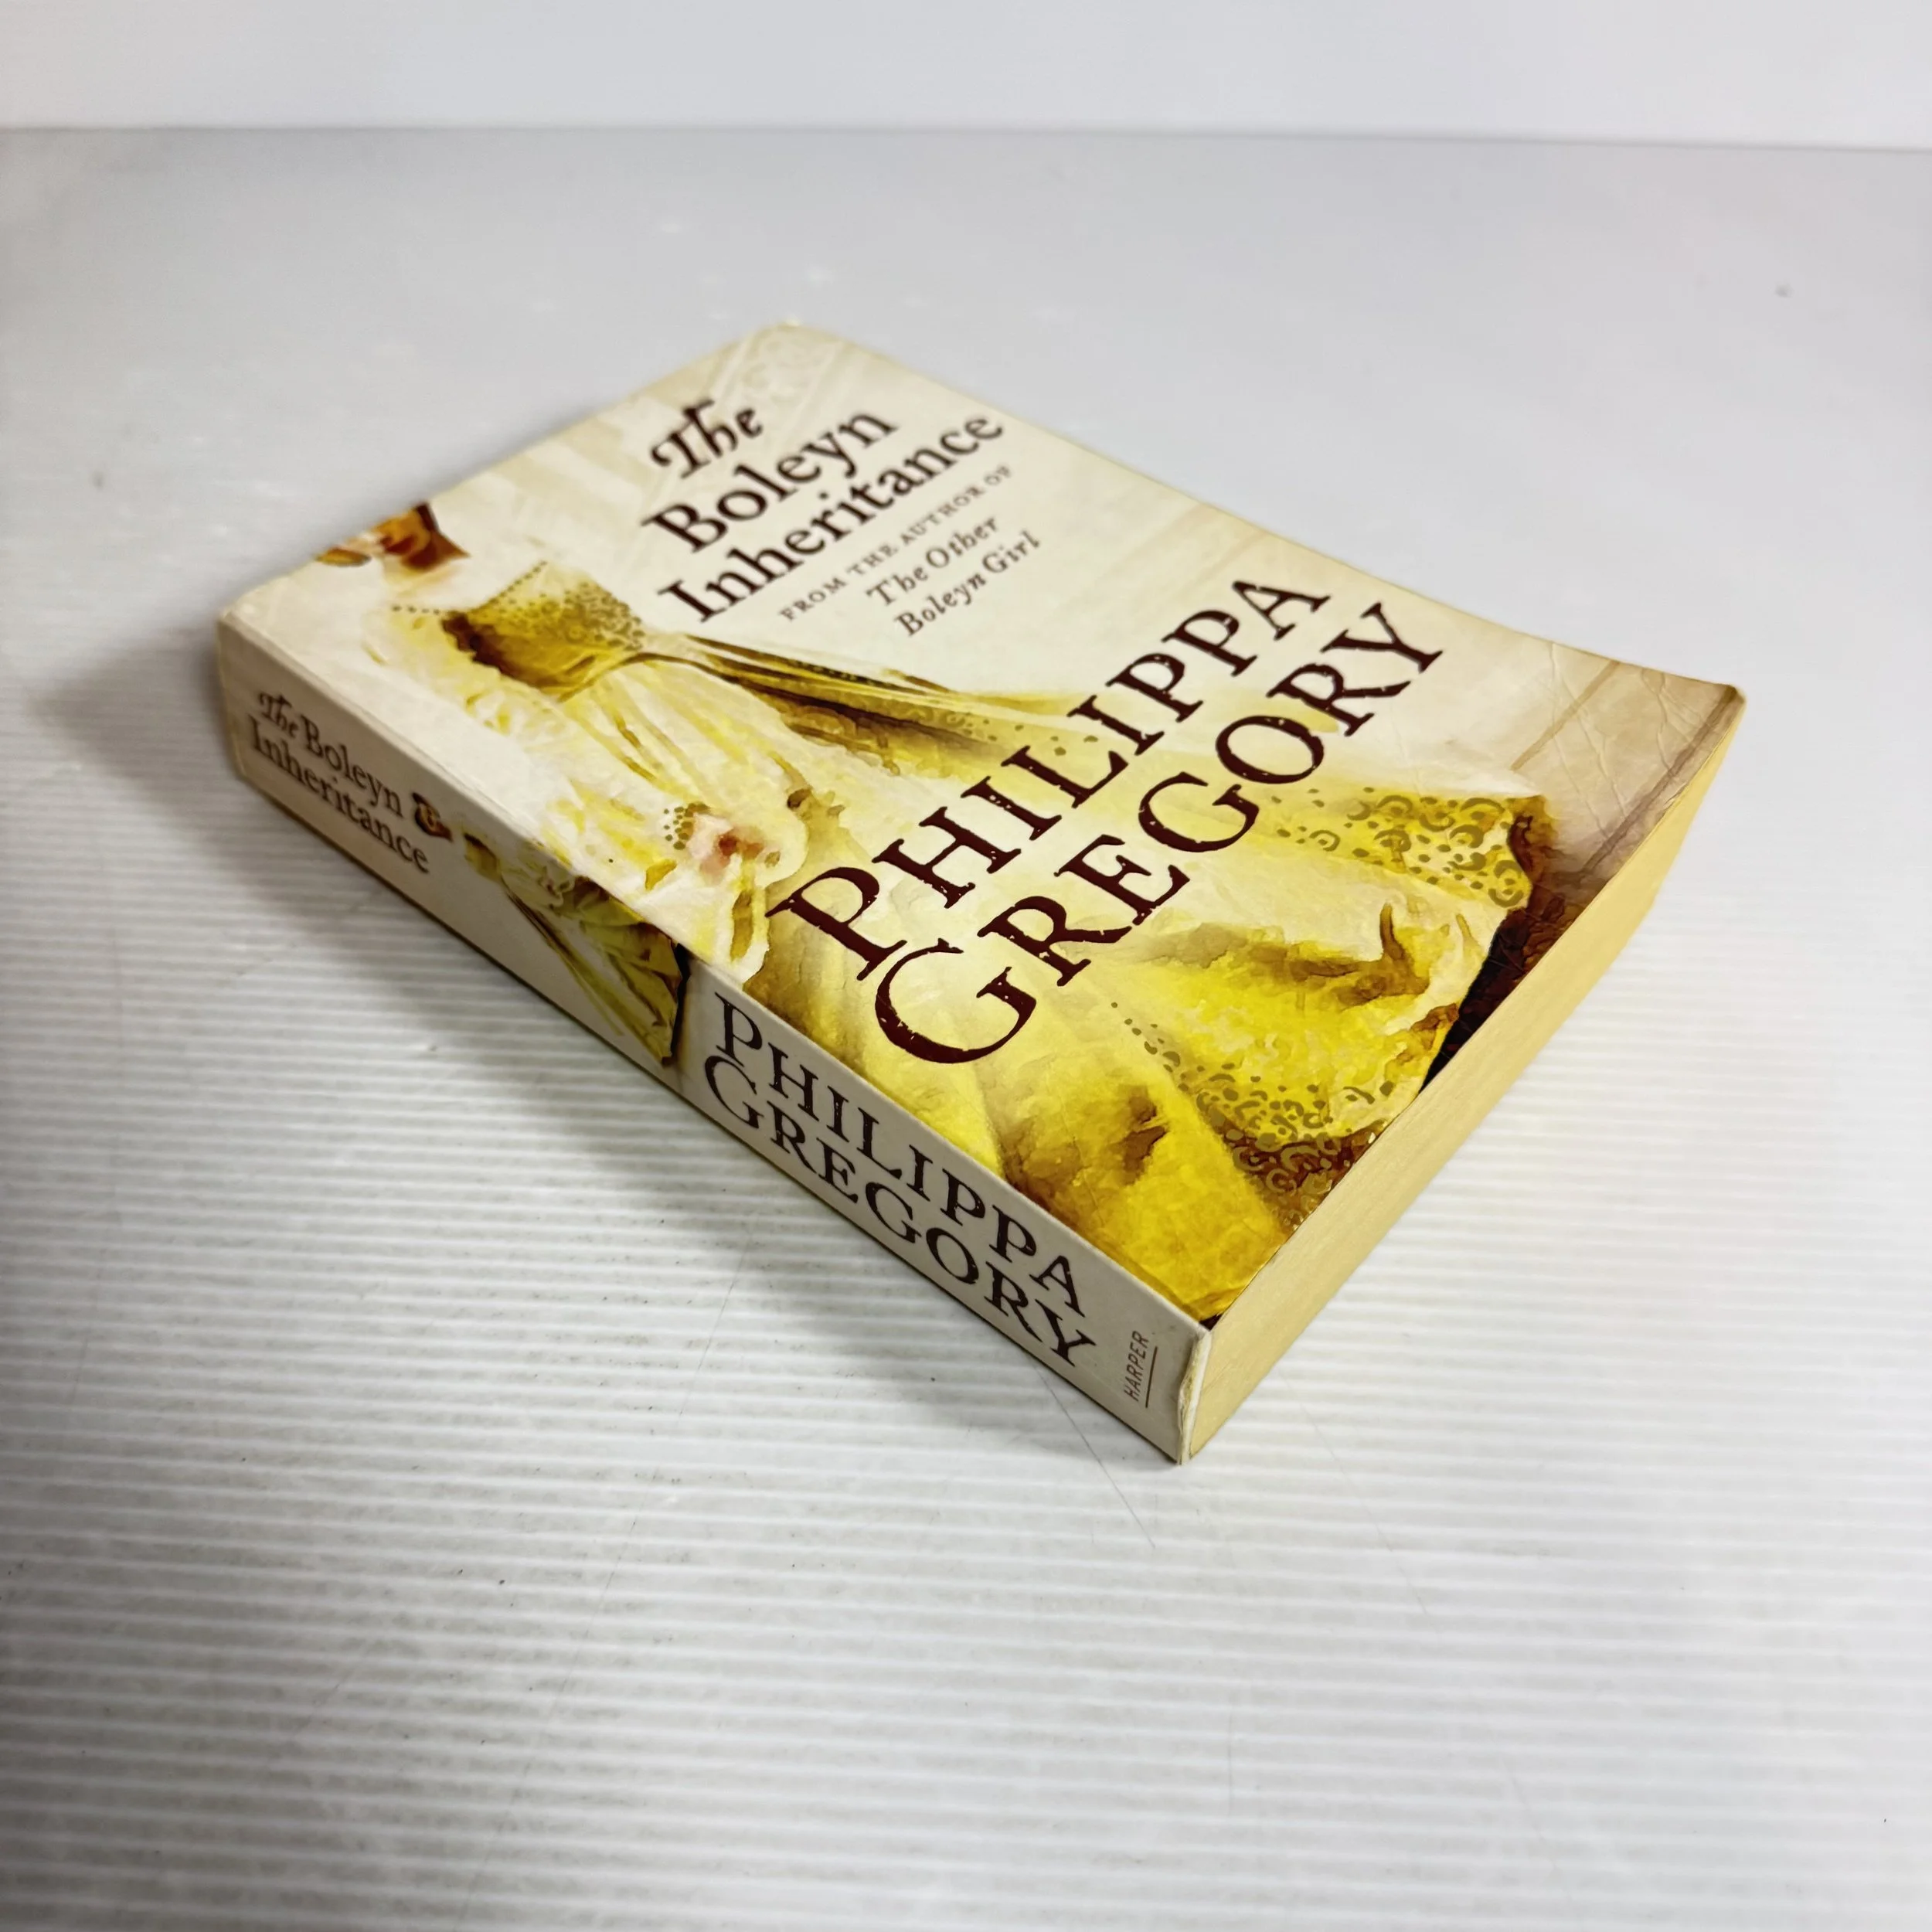 The
Boleyn
Inheritance
FROM THE AUTHOR OF
The Other
Boleyn Girl
PHILIPPA
GREGORY
The Boleyn
Inheritance
PHILIPPA
GREGORY
HARPER